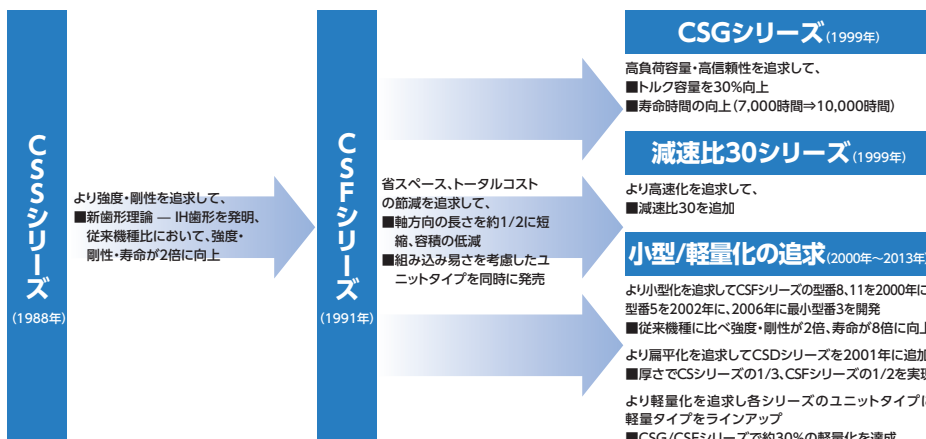 CSSシリーズ
(1988年)
より強度・剛性を追求して、
■新歯形理論 — IH歯形を発明、
従来機種比において、強度・
剛性・寿命が2倍に向上
CSFシリーズ
(1991年)
省スペース、トータルコスト
の節減を追求して、
■軸方向の長さを約1/2に短
縮、容積の低減
■組み込み易さを考慮したユ
ニットタイプを同時に発売
CSGシリーズ(1999年)
高負荷容量・高信頼性を追求して、
■トルク容量を30%向上
■寿命時間の向上(7,000時間⇒10,000時間)
減速比30シリーズ(1999年)
より高速化を追求して、
■減速比30を追加
小型/軽量化の追求(2000年〜2013年)
より小型化を追求してCSFシリーズの型番8、11を2000年に
型番5を2002年に、2006年に最小型番3を開発
■従来機種に比べ強度・剛性が2倍、寿命が8倍に向上
より扁平化を追求してCSDシリーズを2001年に追加
■厚さでCSシリーズの1/3、CSFシリーズの1/2を実現
より軽量化を追求し各シリーズのユニットタイプに
軽量タイプをラインアップ
■CSG/CSFシリーズで約30%の軽量化を達成